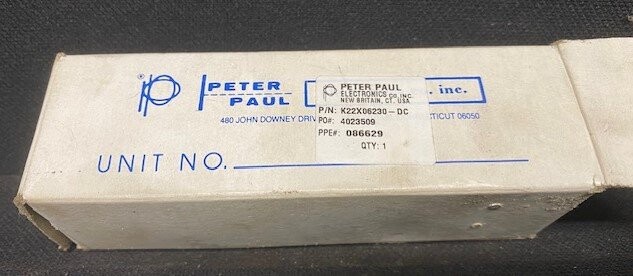 ®
PETER
PAUL
. inc.
480 JOHN DOWNEY DRIV
CTICUT 06050
UNIT NO.
PETER PAUL
ELECTRONICS CO. INC.
NEW BRITAIN, CT. USA
P/N: K22X06230-DC
PO#: 4023509
PPE#: 086629
QTY: 1